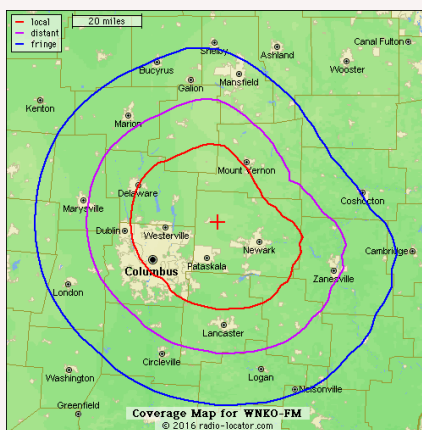 local
distant
fringe
20 miles
Shelby
Ashland
Canal Fulton
Bucyrus
Wooster
Galion
Mansfield
Kenton
Marion
Mount Vernon
Delaware
Coshocton
Marysville
Dublin
Westerville
Newark
Cambridge
Columbus
Pataskala
Zanesville
London
Lancaster
Circleville
Washington
Logan
Nelsonville
Greenfield
Coverage Map for WNKO-FM
© 2016 radio-locator.com